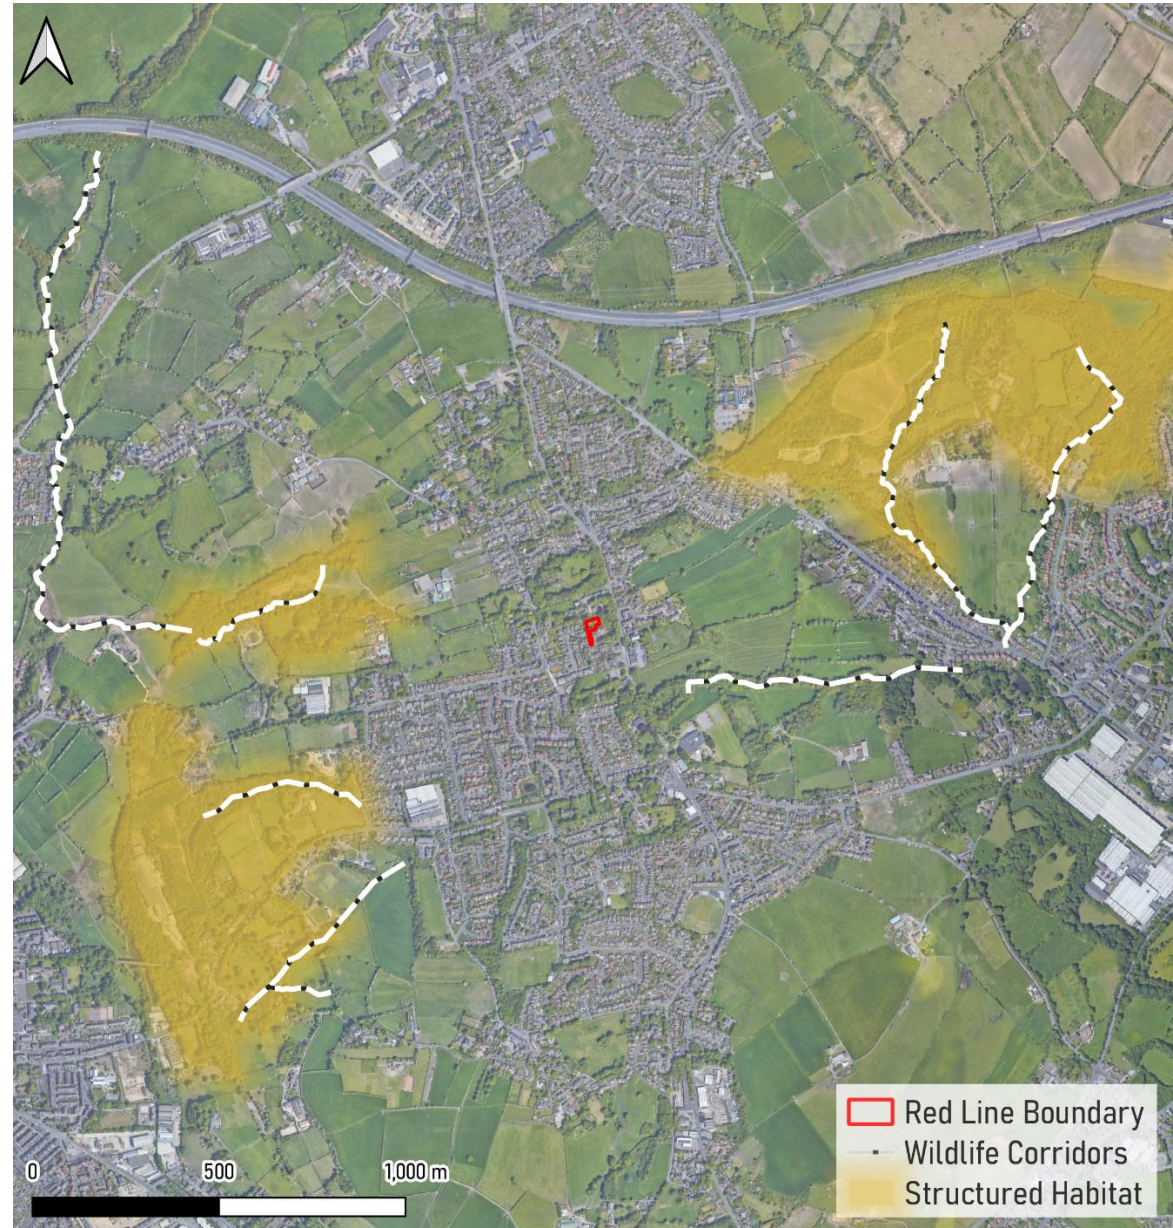 0 500 1,000 m
Red Line Boundary
Wildlife Corridors
Structured Habitat